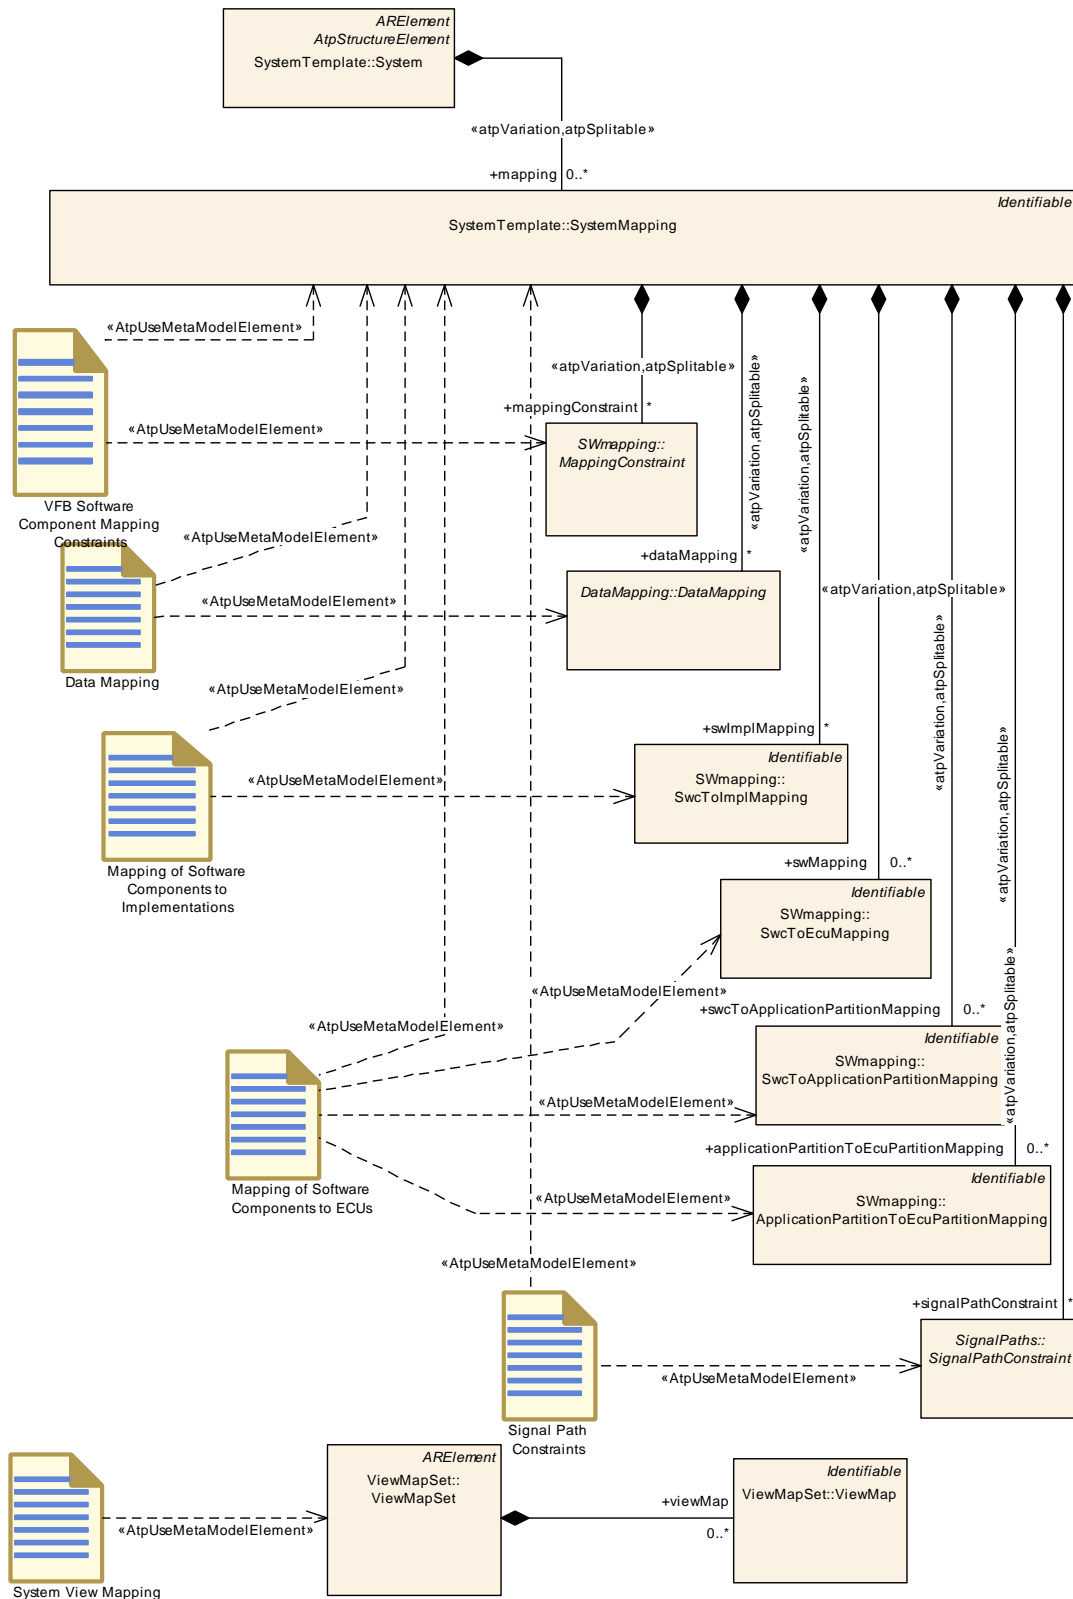 ARElement
AtpStructureElement
SystemTemplate::System
«atpVariation,atpSplitable»
+mapping 0..*
Identifiable
SystemTemplate::SystemMapping
«AtpUseMetaModelElement»
«atpVariation,atpSplitable»
«atpVariation,atpSplitable»
«atpVariation,atpSplitable»
+mappingConstraint *
«AtpUseMetaModelElement»
SWmapping::
MappingConstraint
VFB Software
Component Mapping
Constraints
«AtpUseMetaModelElement»
+dataMapping *
DataMapping::DataMapping
«atpVariation,atpSplitable»
«AtpUseMetaModelElement»
Data Mapping
«AtpUseMetaModelElement»
«atpVariation,atpSplitable»
+swImplMapping *
Identifiable
SWmapping::
SwcToImplMapping
«AtpUseMetaModelElement»
«atpVariation,atpSplitable»
Mapping of Software
Components to
Implementations
+swMapping 0..*
Identifiable
SWmapping::
SwcToEcuMapping
«AtpUseMetaModelElement»
+swcToApplicationPartitionMapping 0..*
«AtpUseMetaModelElement»
«atpVariation,atpSplitable»
Identifiable
SWmapping::
SwcToApplicationPartitionMapping
«AtpUseMetaModelElement»
+applicationPartitionToEcuPartitionMapping 0..*
Identifiable
SWmapping::
ApplicationPartitionToEcuPartitionMapping
«AtpUseMetaModelElement»
Mapping of Software
Components to ECUs
«AtpUseMetaModelElement»
+signalPathConstraint *
SignalPaths::
SignalPathConstraint
«AtpUseMetaModelElement»
Signal Path
Constraints
ARElement
ViewMapSet::
ViewMapSet
+viewMap
0..*
Identifiable
ViewMapSet::ViewMap
«AtpUseMetaModelElement»
System View Mapping